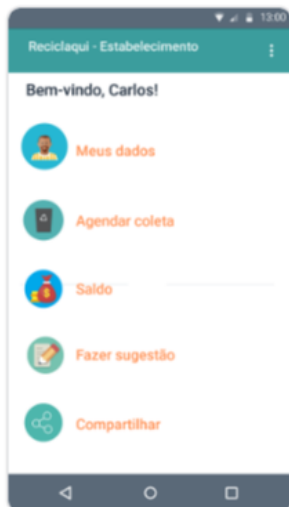 13:00
Reciclaqui - Estabelecimento
Bem-vindo, Carlos!
Meus dados
Agendar coleta
Saldo
Fazer sugestão
Compartilhar